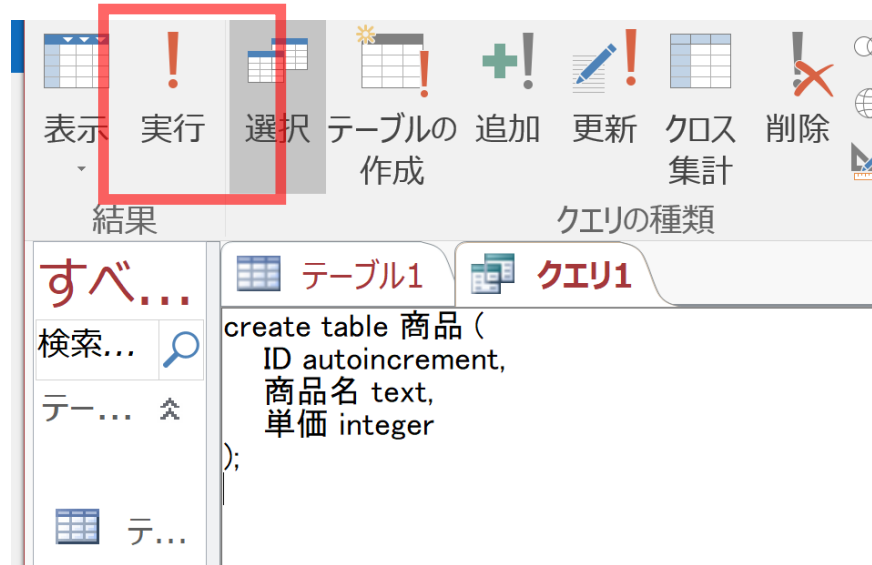 表示
実行
選択
テーブルの
作成
追加
更新
クロス
集計
削除
結果
クエリの種類
すべ...
テーブル1
クエリ1
検索...
テー...
テ...
create table 商品 (
ID autoincrement,
商品名 text,
単価 integer
);